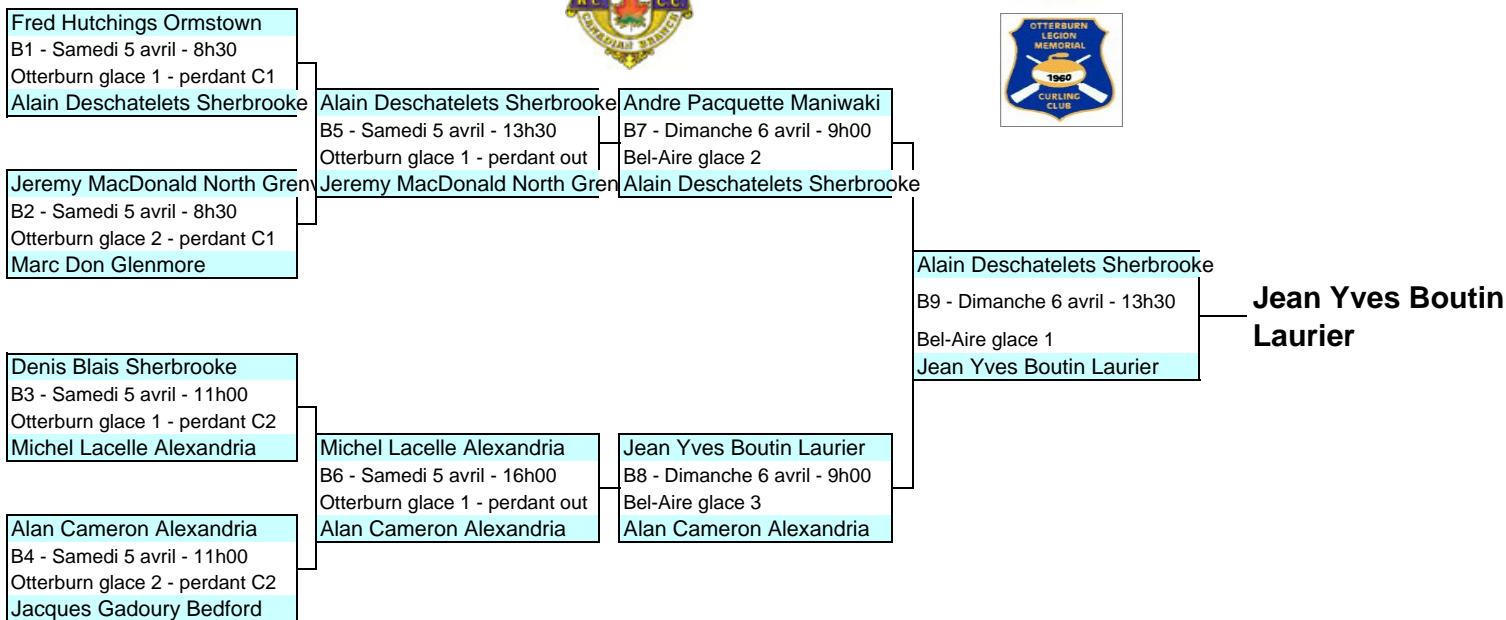 R.C. C.C.
CANADIAN BRANCH
OTTERBURN
LEGION
MEMORIAL
1960
CURLING
CLUB
Fred Hutchings Ormstown
B1 - Samedi 5 avril - 8h30
Otterburn glace 1 - perdant C1
Alain Deschatelets Sherbrooke
Jeremy MacDonald North Grenv
B2 - Samedi 5 avril - 8h30
Otterburn glace 2 - perdant C1
Marc Don Glenmore
Denis Blais Sherbrooke
B3 - Samedi 5 avril - 11h00
Otterburn glace 1 - perdant C2
Michel Lacelle Alexandria
Alan Cameron Alexandria
B4 - Samedi 5 avril - 11h00
Otterburn glace 2 - perdant C2
Jacques Gadoury Bedford
Alain Deschatelets Sherbrooke
B5 - Samedi 5 avril - 13h30
Otterburn glace 1 - perdant out
Jeremy MacDonald North Gren
Michel Lacelle Alexandria
B6 - Samedi 5 avril - 16h00
Otterburn glace 1 - perdant out
Alan Cameron Alexandria
Andre Pacquette Maniwaki
B7 - Dimanche 6 avril - 9h00
Bel-Aire glace 2
Alain Deschatelets Sherbrooke
Jean Yves Boutin Laurier
B8 - Dimanche 6 avril - 9h00
Bel-Aire glace 3
Alan Cameron Alexandria
Alain Deschatelets Sherbrooke
B9 - Dimanche 6 avril - 13h30
Bel-Aire glace 1
Jean Yves Boutin Laurier
Jean Yves Boutin
Laurier